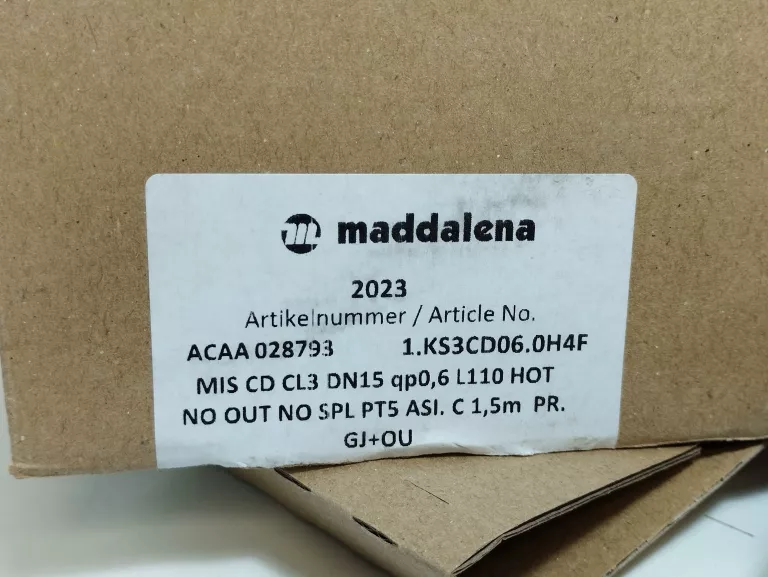 m maddalena
2023
Artikelnummer / Article No.
ACAA 028793 1.KS3CD06.0H4F
MIS CD CL3 DN15 qp0,6 L110 HOT
NO OUT NO SPL PT5 ASI. C 1,5m PR.
GJ+OU